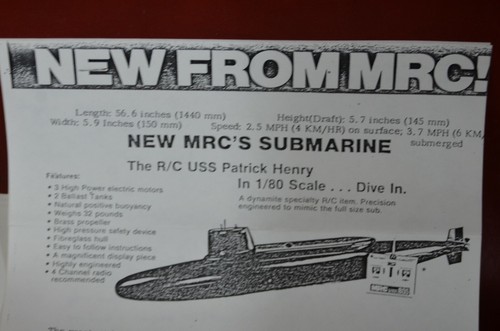 NEW FROM MRC!
Length: 56.6 inches (1440 mm) Height(Draft): 5.7 inches (145 mm)
Width: 5.9 Inches (150 mm) Speed: 2.5 MPH (4 KM/HR) on surface; 3.7 MPH (6 KM,
submerged
NEW MRC'S SUBMARINE
The R/C USS Patrick Henry
In 1/80 Scale . . . Dive In.
A dynamite specialty R/C item. Precision
engineered to mimic the full size sub.
Features:
• 3 High Power electric motors
• 2 Ballast Tanks
• Natural positive buoyancy
• Weighs 32 pounds
• Brass propeller
• High pressure safety device
• Fibreglass hull
• Easy to follow instructions
• A magnificent display piece
• Highly engineered
• 4 Channel radio
recommended
MRC